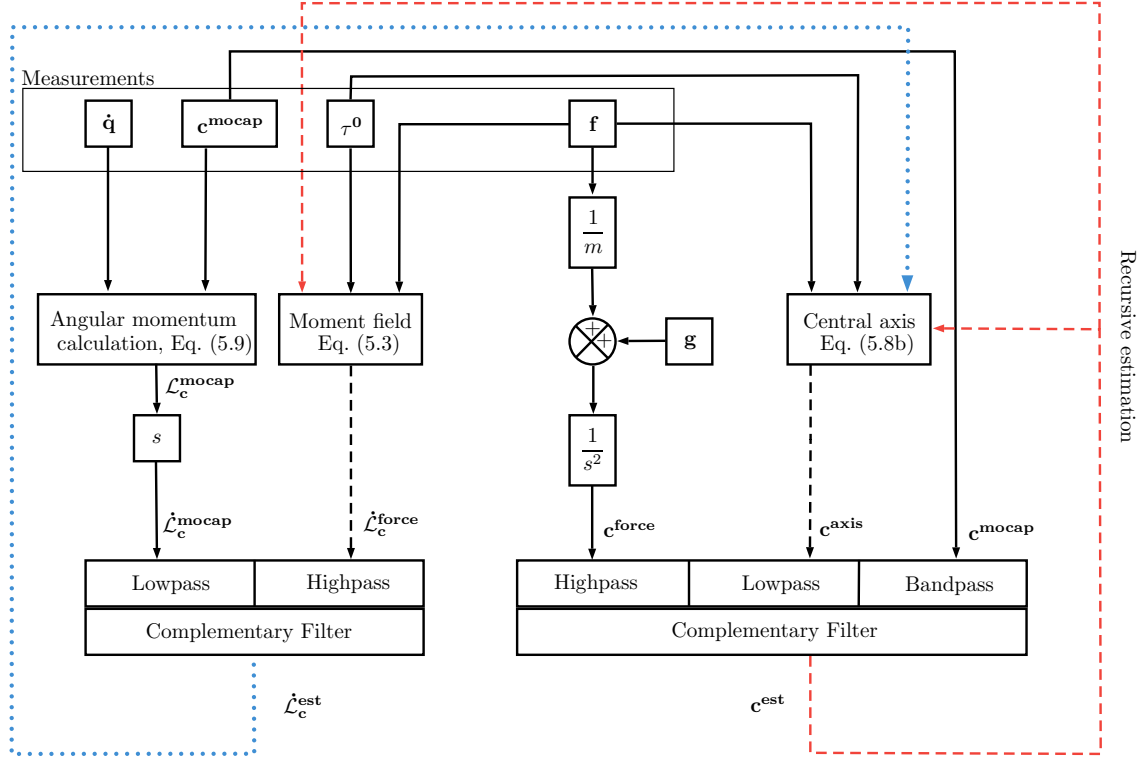 Measurements
q̇
c^mocap
τ^0
f
1
m
+
+
g
Angular momentum
calculation, Eq. (5.9)
Moment field
Eq. (5.3)
Central axis
Eq. (5.8b)
Recursive estimation
ℒ_c^mocap
s
1
s^2
ℒ̇_c^mocap
ℒ̇_c^force
c^force
c^axis
c^mocap
Lowpass
Highpass
Highpass
Lowpass
Bandpass
Complementary Filter
Complementary Filter
ℒ̇_c^est
c^est